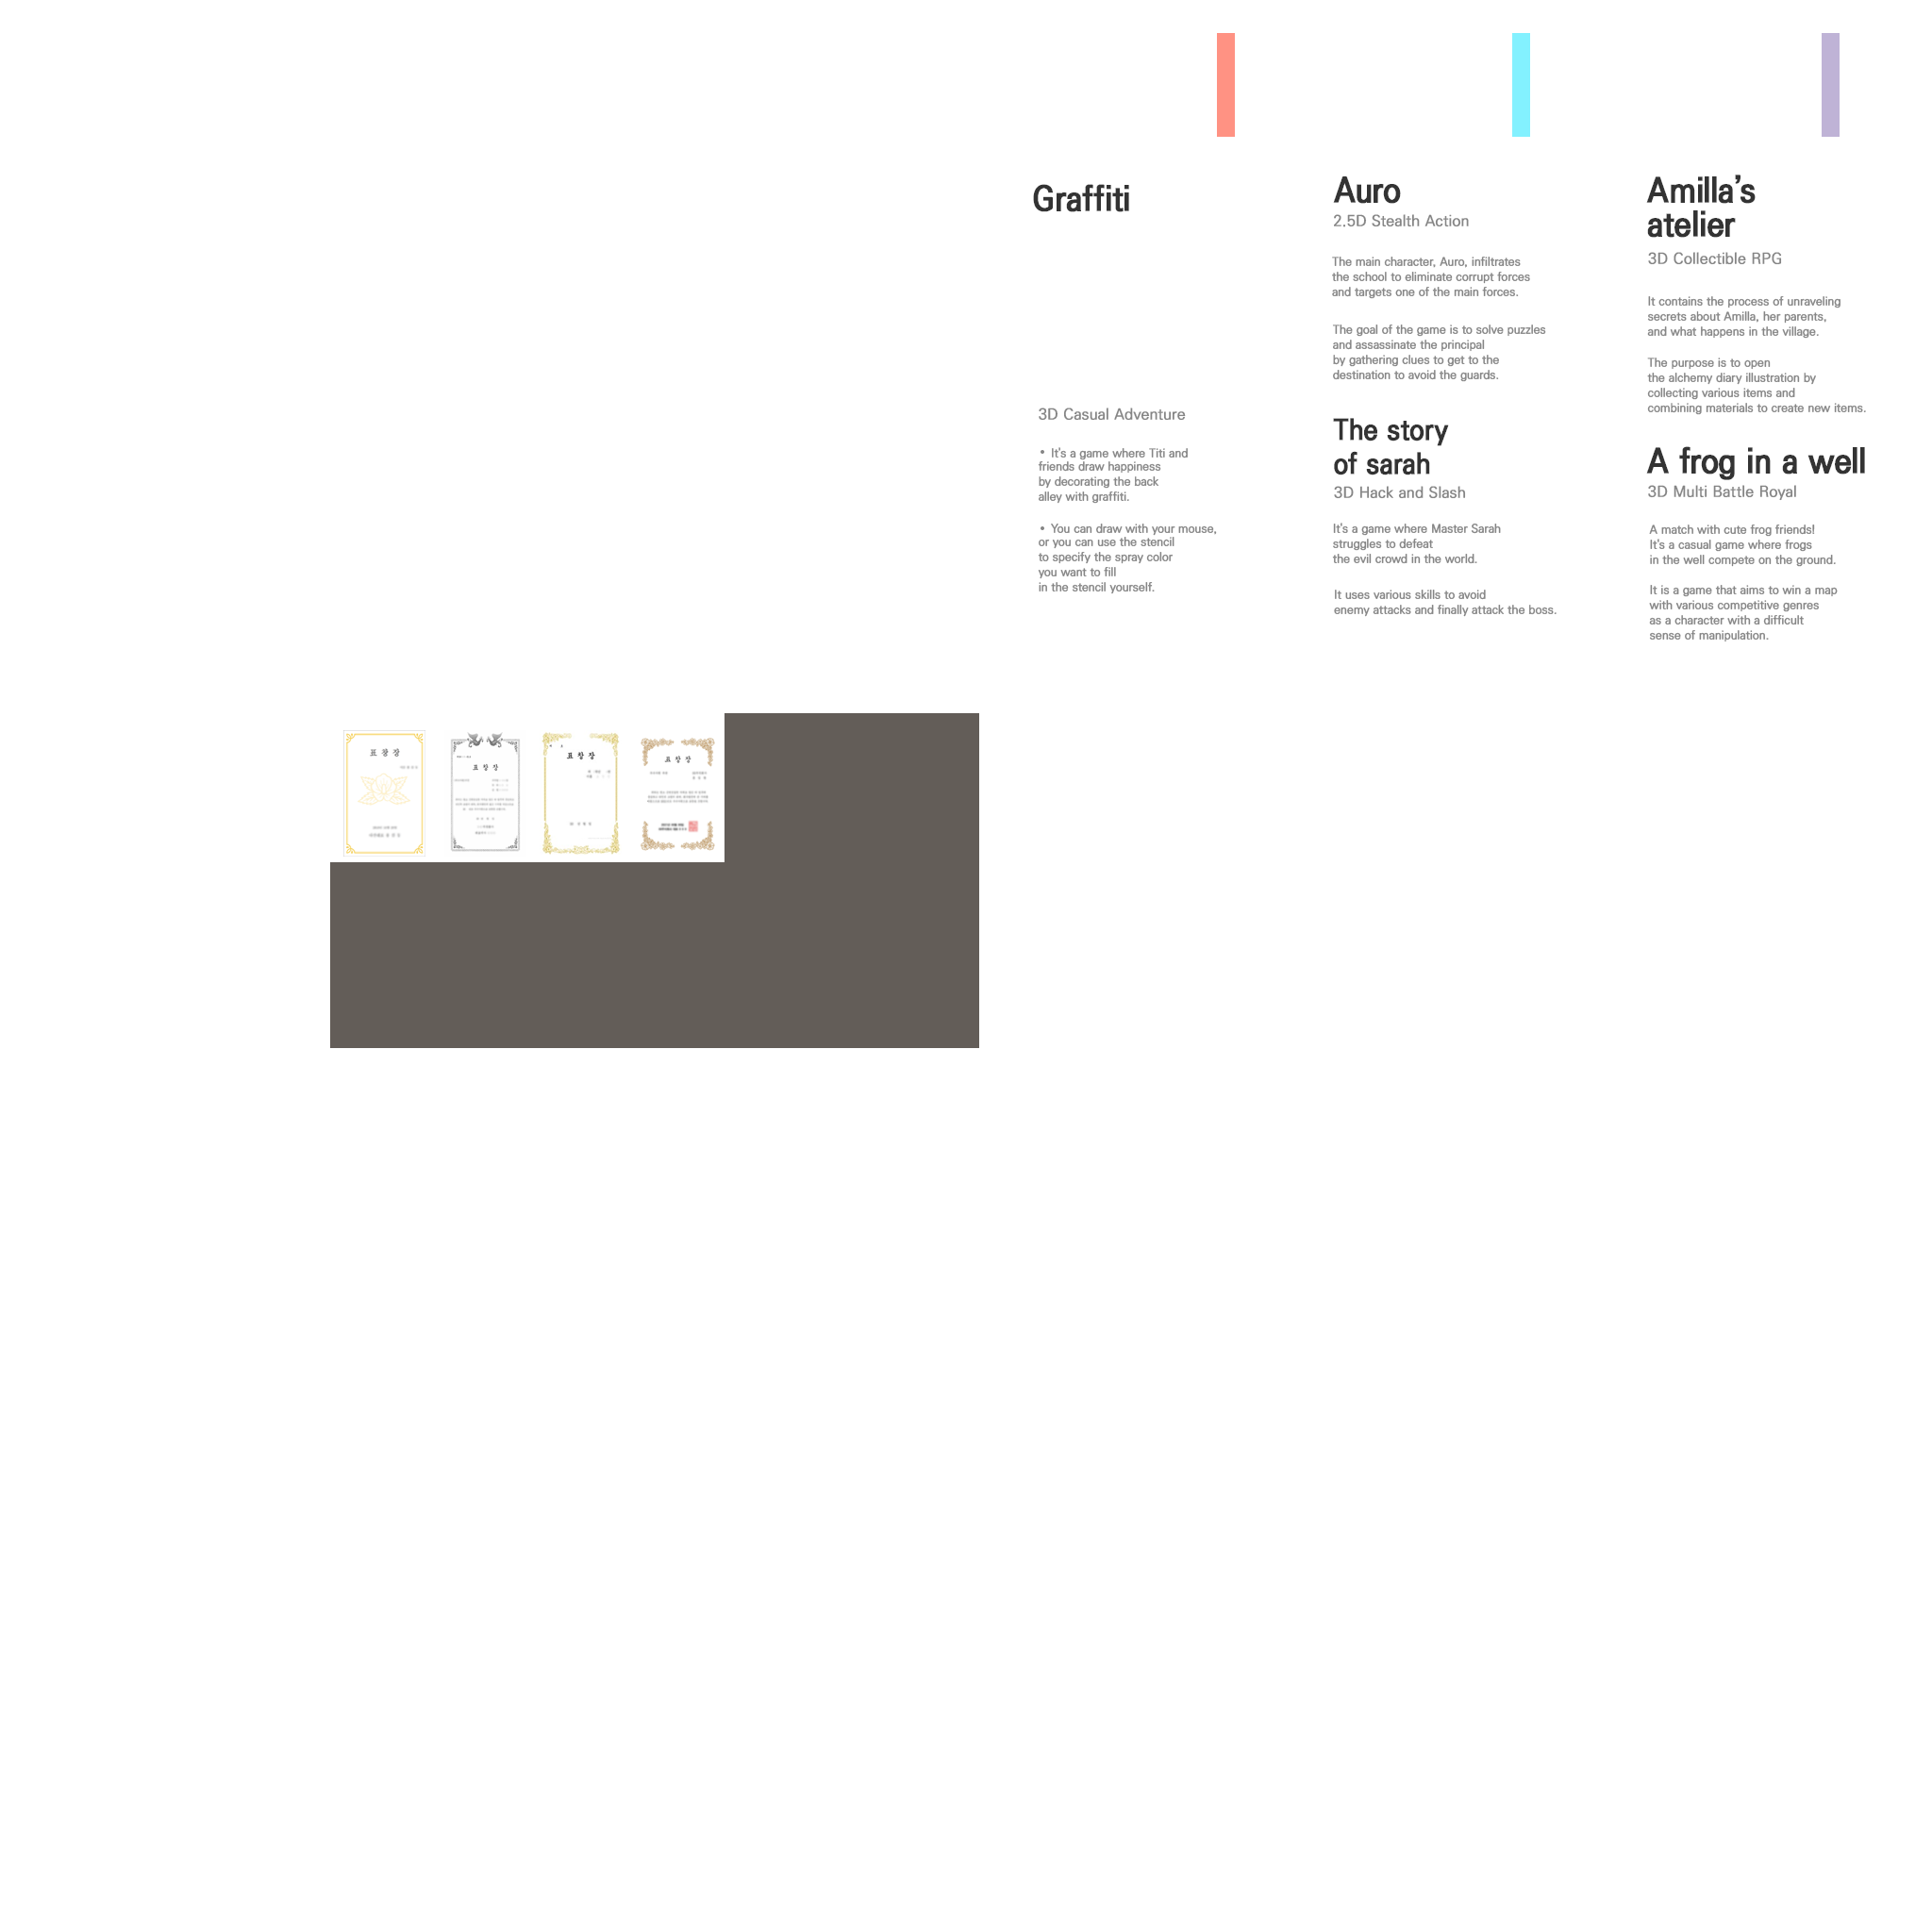 Graffiti
3D Casual Adventure
• It's a game where Titi and
friends draw happiness
by decorating the back
alley with graffiti.
• You can draw with your mouse,
or you can use the stencil
to specify the spray color
you want to fill
in the stencil yourself.
Auro
2.5D Stealth Action
The main character, Auro, infiltrates
the school to eliminate corrupt forces
and targets one of the main forces.
The goal of the game is to solve puzzles
and assassinate the principal
by gathering clues to get to the
destination to avoid the guards.
The story
of sarah
3D Hack and Slash
It's a game where Master Sarah
struggles to defeat
the evil crowd in the world.
It uses various skills to avoid
enemy attacks and finally attack the boss.
Amilla's
atelier
3D Collectible RPG
It contains the process of unraveling
secrets about Amilla, her parents,
and what happens in the village.
The purpose is to open
the alchemy diary illustration by
collecting various items and
combining materials to create new items.
A frog in a well
3D Multi Battle Royal
A match with cute frog friends!
It's a casual game where frogs
in the well compete on the ground.
It is a game that aims to win a map
with various competitive genres
as a character with a difficult
sense of manipulation.
표 창 장
표 창 장
표 창 장
표 창 장